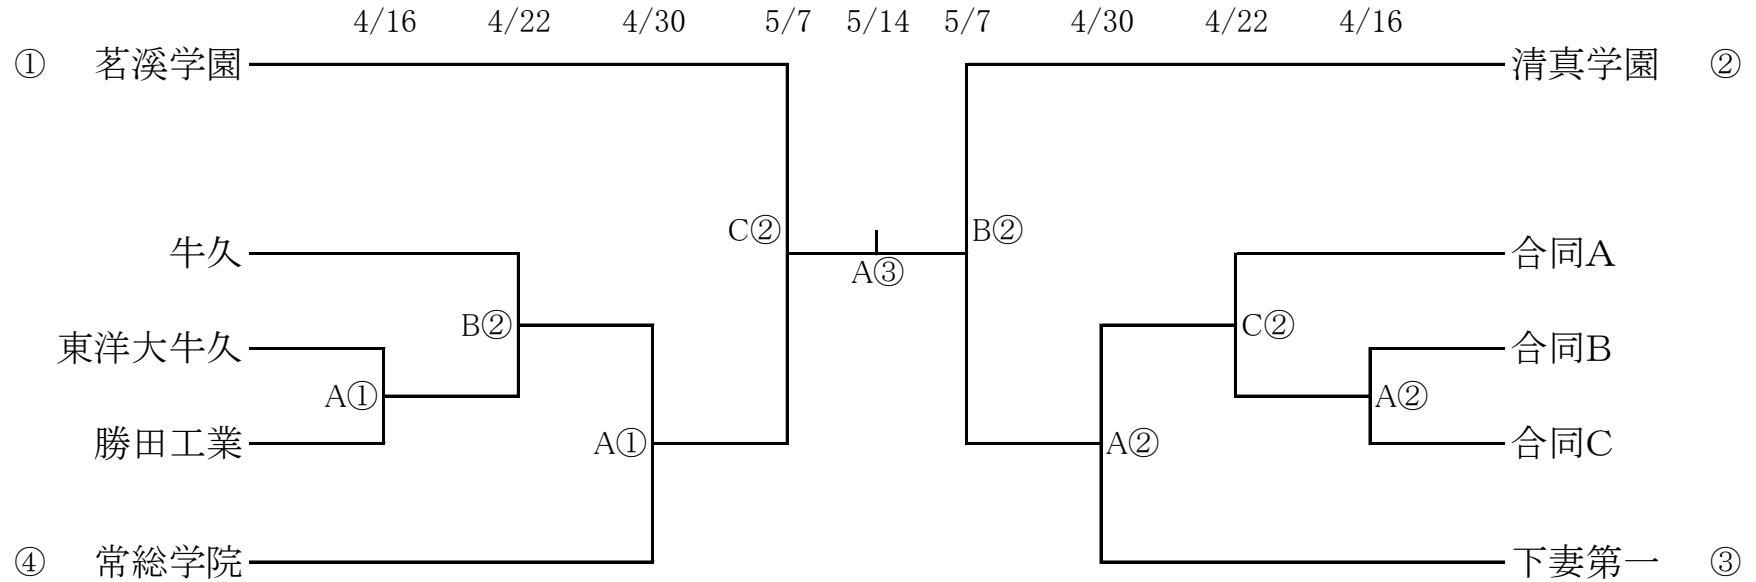 4/16 4/22 4/30 5/7 5/14 5/7 4/30 4/22 4/16
① 茗溪学園 清真学園 ②
C② B②
牛久 合同A
A③
B② C②
東洋大牛久 合同B
A① A②
勝田工業 A① A② 合同C
④ 常総学院 下妻第一 ③